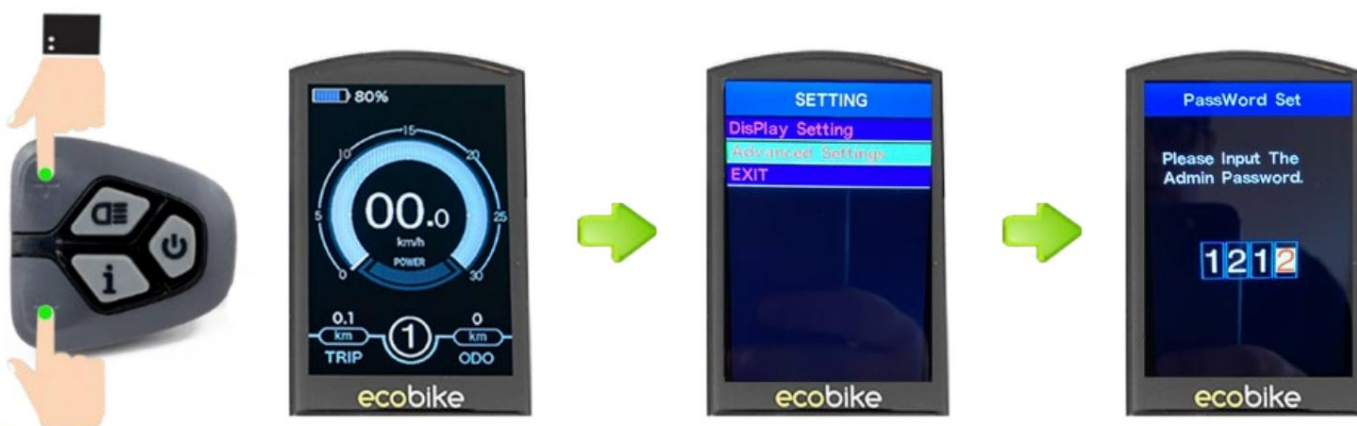 i
80%
15
10
20
00.0
5
25
km/h
POWER
0
30
0.1
0
km
1
km
TRIP
ODO
ecobike
SETTING
DisPlay Setting
Advanced Settings
EXIT
ecobike
PassWord Set
Please Input The
Admin Password.
1212
ecobike